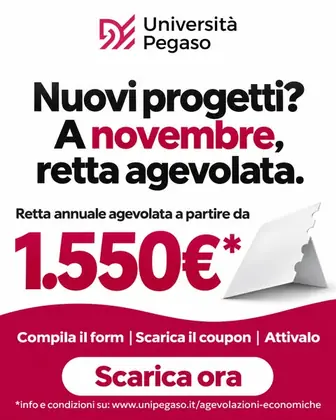 Università
Pegaso
Nuovi progetti?
A novembre,
retta agevolata.
Retta annuale agevolata a partire da
1.550€*
Compila il form | Scarica il coupon | Attivalo
Scarica ora
*info e condizioni su: www.unipegaso.it/agevolazioni-economiche